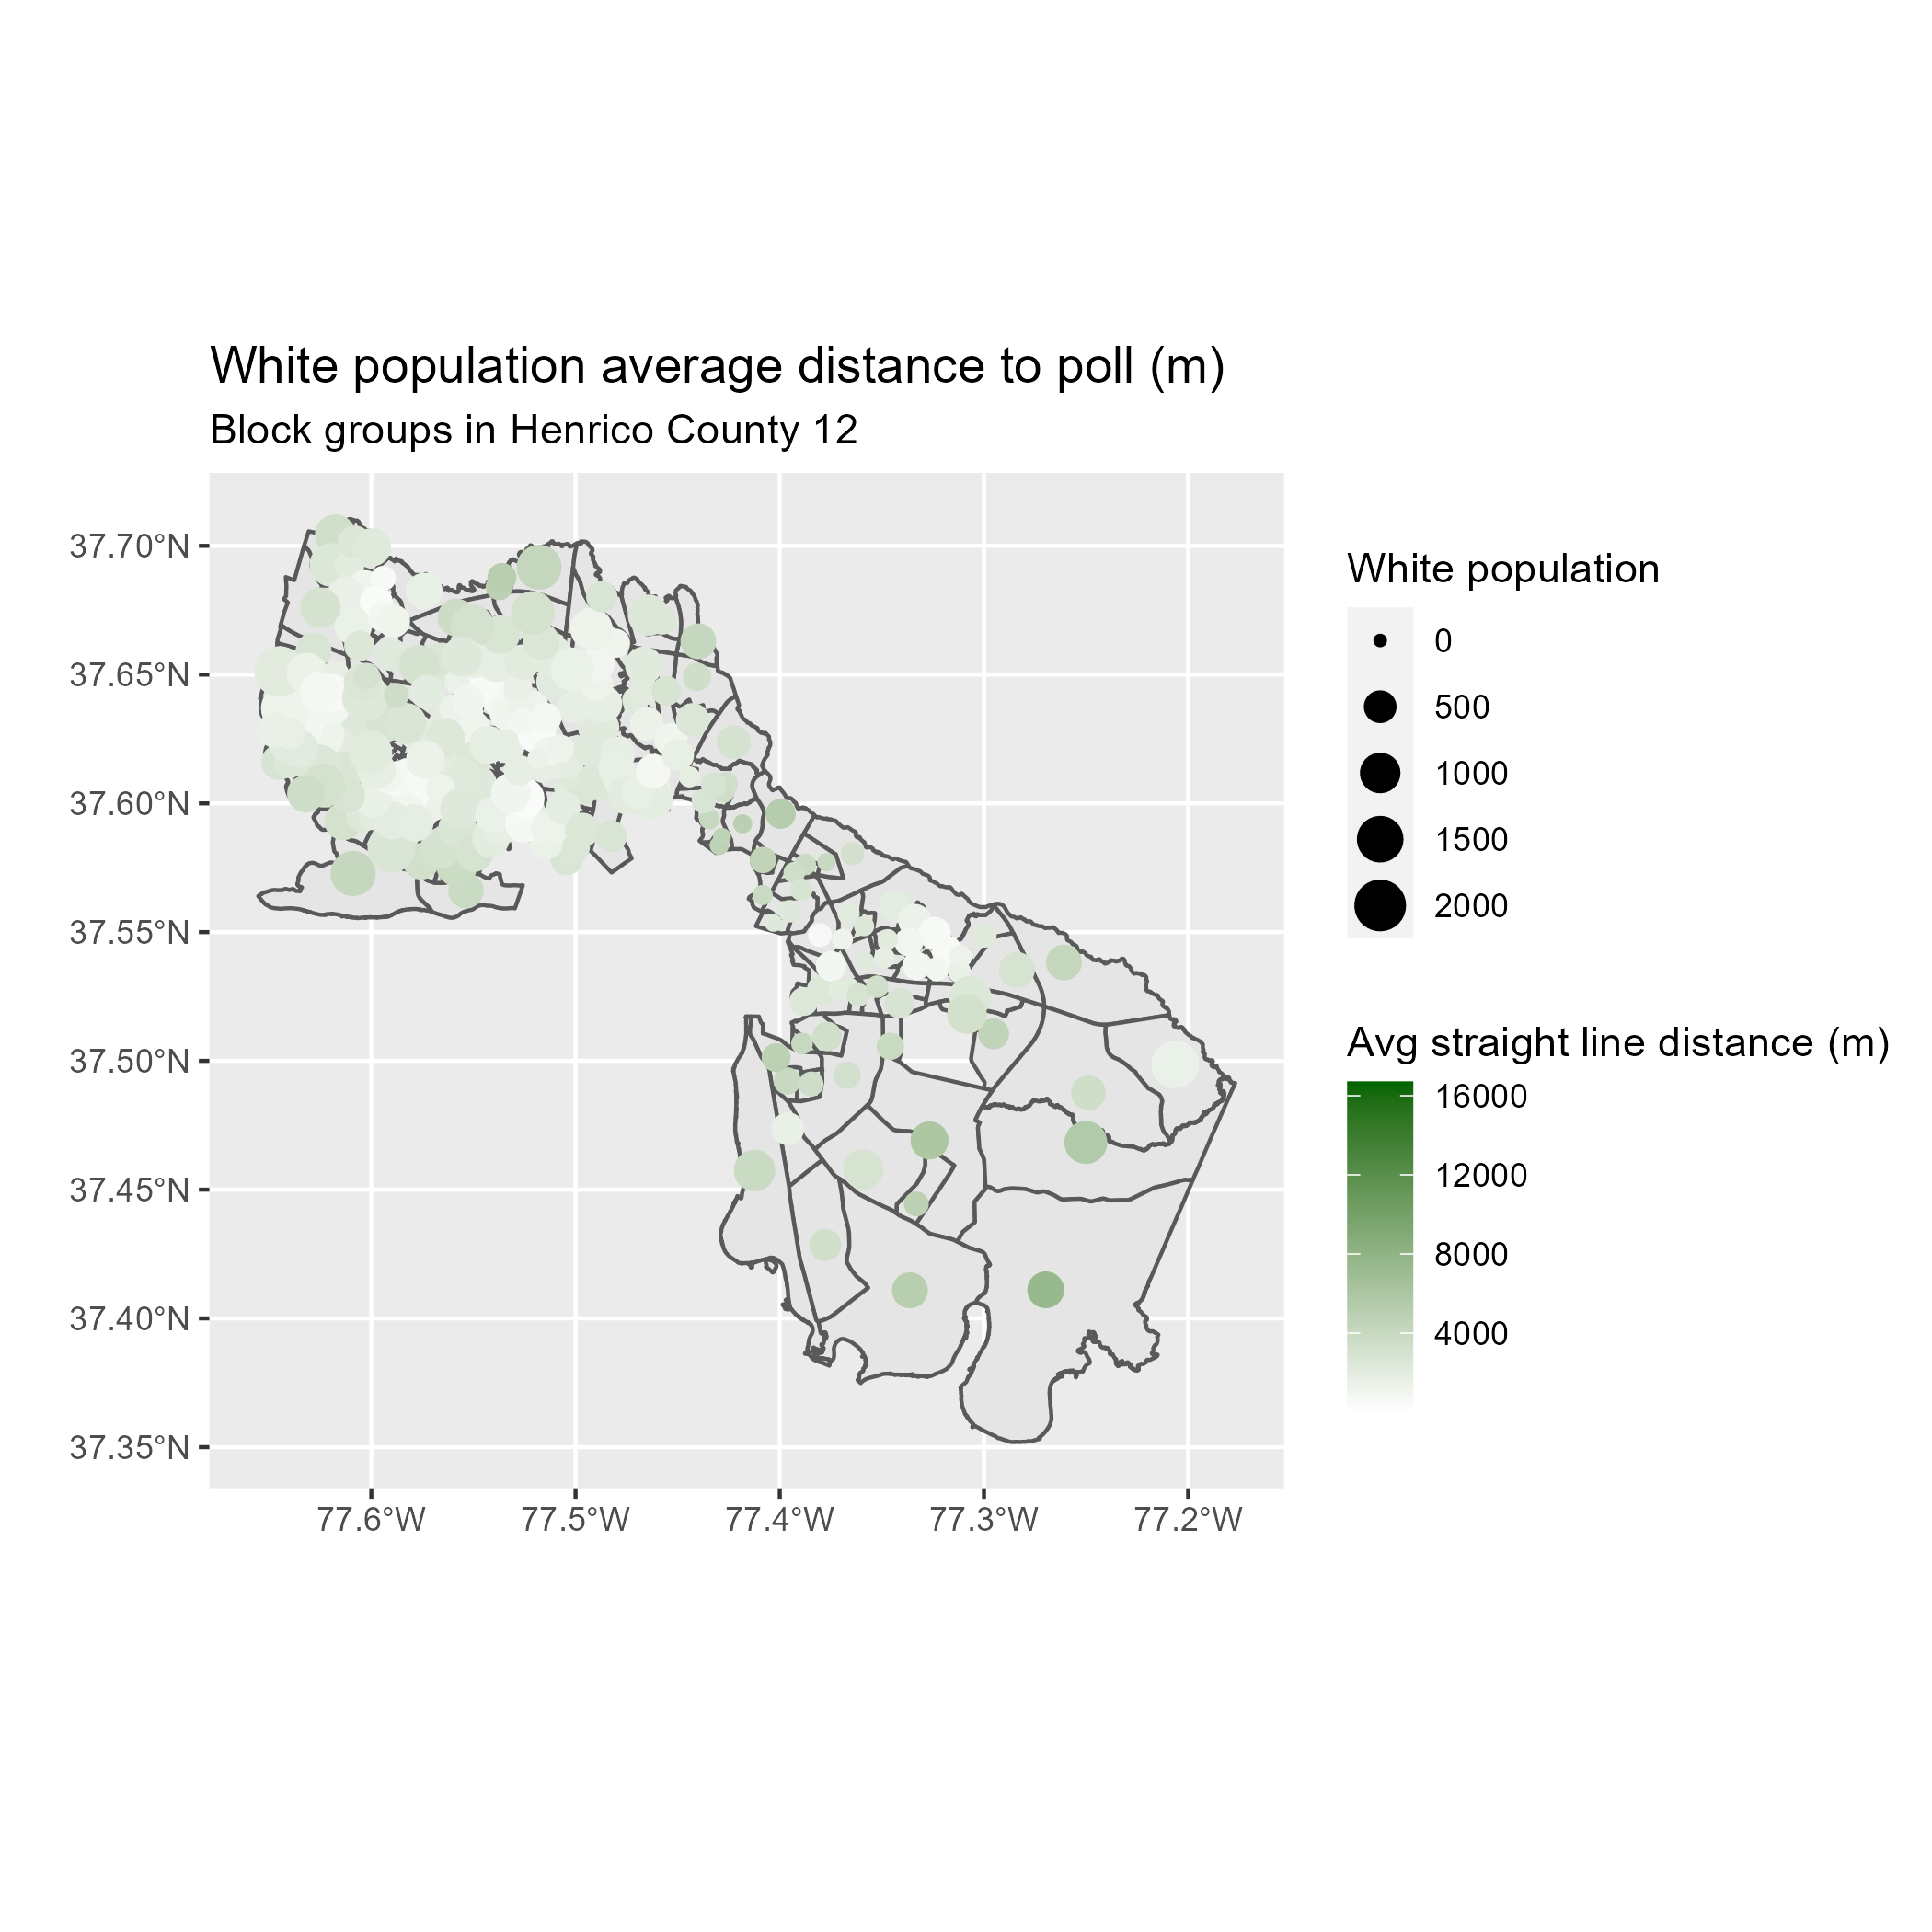 White population average distance to poll (m)
Block groups in Henrico County 12
37.70°N
37.65°N
37.60°N
37.55°N
37.50°N
37.45°N
37.40°N
37.35°N
77.6°W
77.5°W
77.4°W
77.3°W
77.2°W
White population
0
500
1000
1500
2000
Avg straight line distance (m)
16000
12000
8000
4000